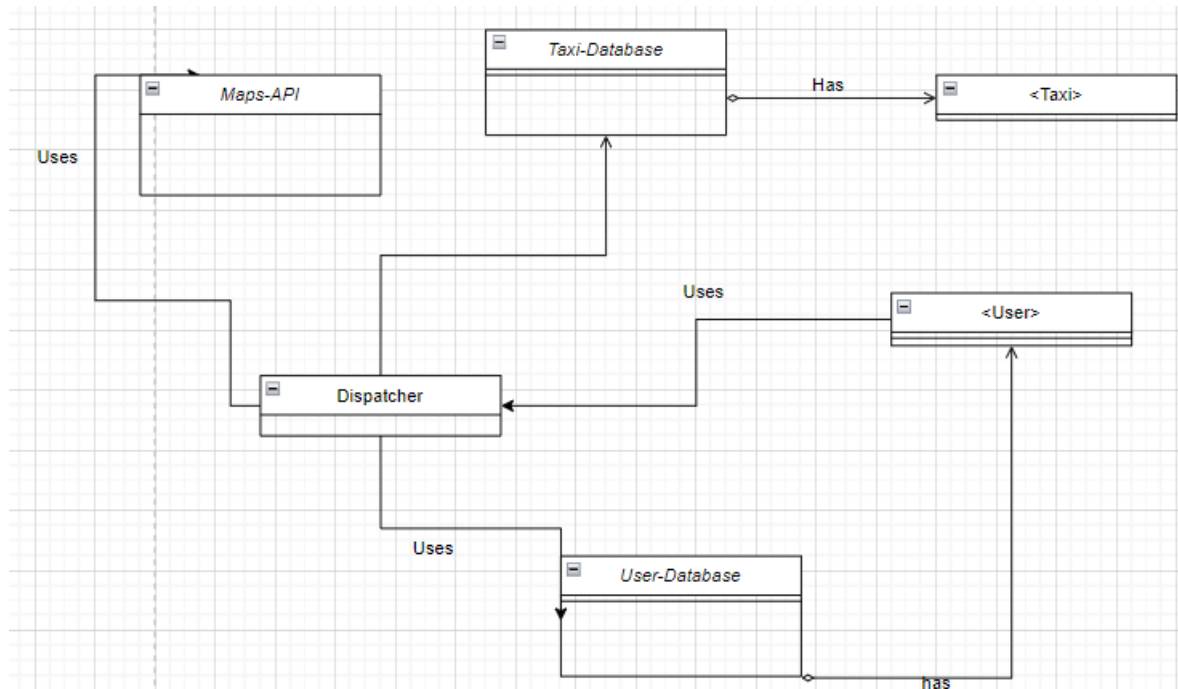 Taxi-Database
Maps-API
Has
<Taxi>
Uses
Uses
<User>
Dispatcher
Uses
User-Database
has